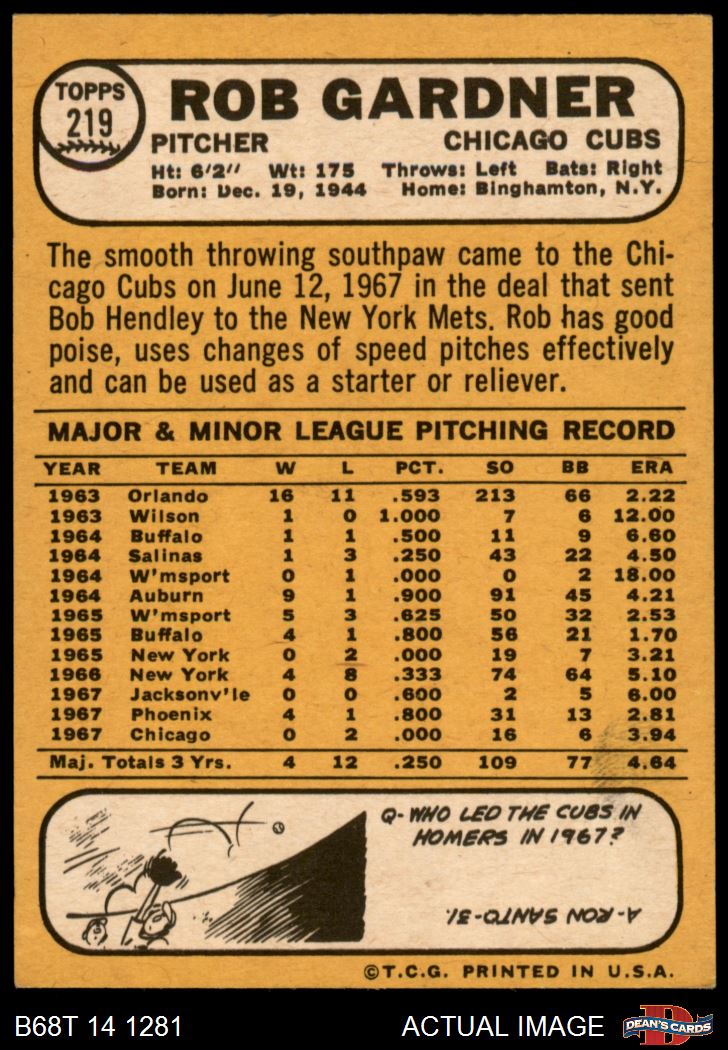 TOPPS
219
ROB GARDNER
PITCHER CHICAGO CUBS
Ht: 6'2" Wt: 175 Throws: Left Bats: Right
Born: Dec. 19, 1944 Home: Binghamton, N.Y.
The smooth throwing southpaw came to the Chi-
cago Cubs on June 12, 1967 in the deal that sent
Bob Hendley to the New York Mets. Rob has good
poise, uses changes of speed pitches effectively
and can be used as a starter or reliever.
MAJOR & MINOR LEAGUE PITCHING RECORD
YEAR TEAM W L PCT. SO BB ERA
1963 Orlando 16 11 .593 213 66 2.22
1963 Wilson 1 0 1.000 7 6 12.00
1964 Buffalo 1 1 .500 11 9 6.60
1964 Salinas 1 3 .250 43 22 4.50
1964 W'msport 0 1 .000 0 2 18.00
1964 Auburn 9 1 .900 91 45 4.21
1965 W'msport 5 3 .625 50 32 2.53
1965 Buffalo 4 1 .800 56 21 1.70
1965 New York 0 2 .000 19 7 3.21
1966 New York 4 8 .333 74 64 5.10
1967 Jacksonv'le 0 0 .600 2 5 6.00
1967 Phoenix 4 1 .800 31 13 2.81
1967 Chicago 0 2 .000 16 6 3.94
Maj. Totals 3 Yrs. 4 12 .250 109 77 4.64
Q- WHO LED THE CUBS IN
HOMERS IN 1967?
A- RON SANTO-31.
©T.C.G. PRINTED IN U.S.A.
B68T 14 1281 ACTUAL IMAGE DEAN'S CARDS